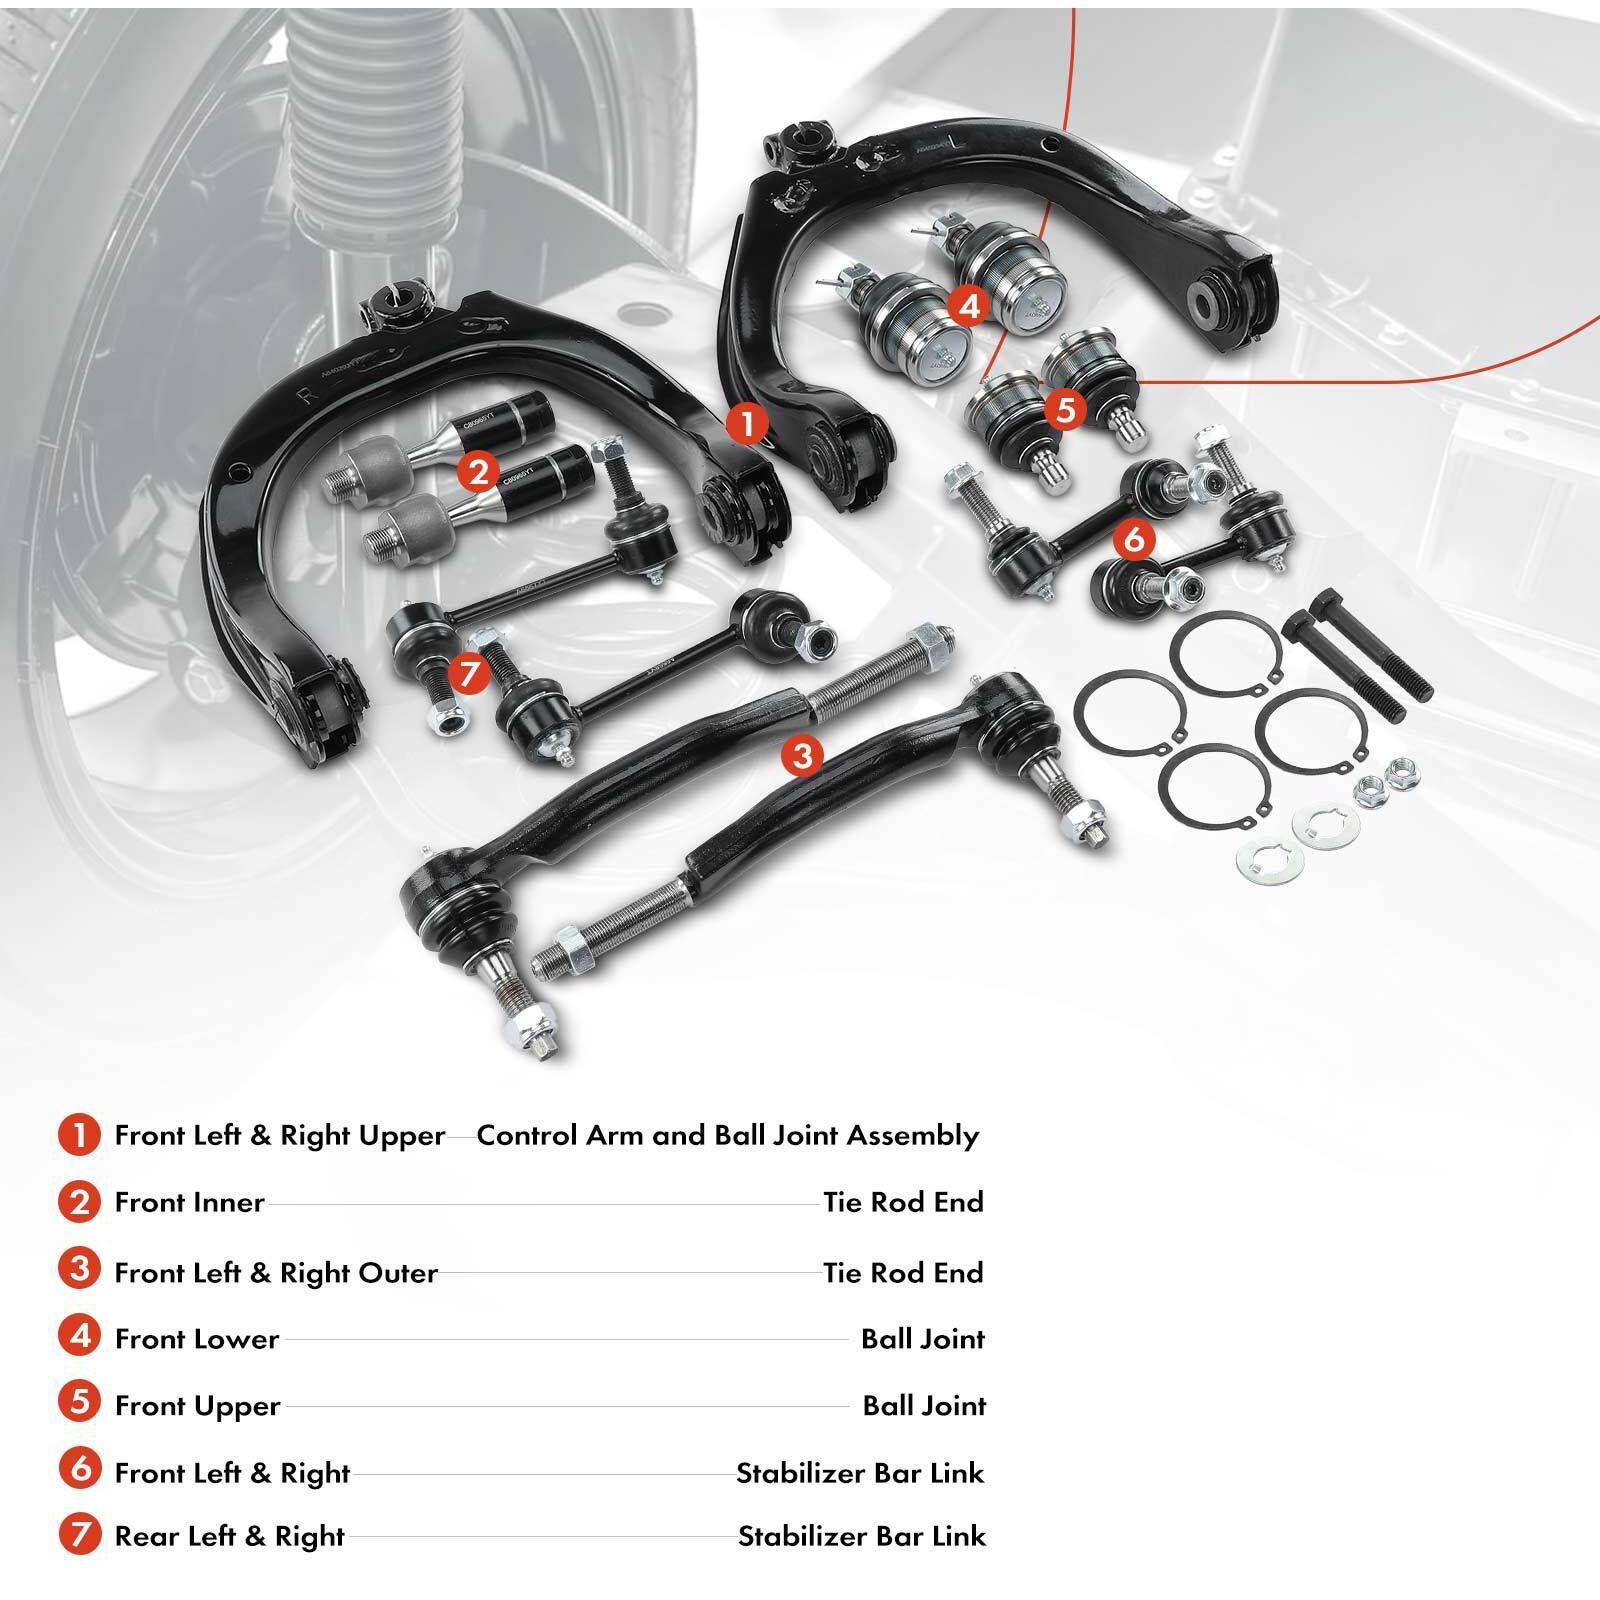 L
R
C80965Y1
C80965Y1
4
5
1
2
6
7
3
1 Front Left & Right Upper Control Arm and Ball Joint Assembly
2 Front Inner Tie Rod End
3 Front Left & Right Outer Tie Rod End
4 Front Lower Ball Joint
5 Front Upper Ball Joint
6 Front Left & Right Stabilizer Bar Link
7 Rear Left & Right Stabilizer Bar Link